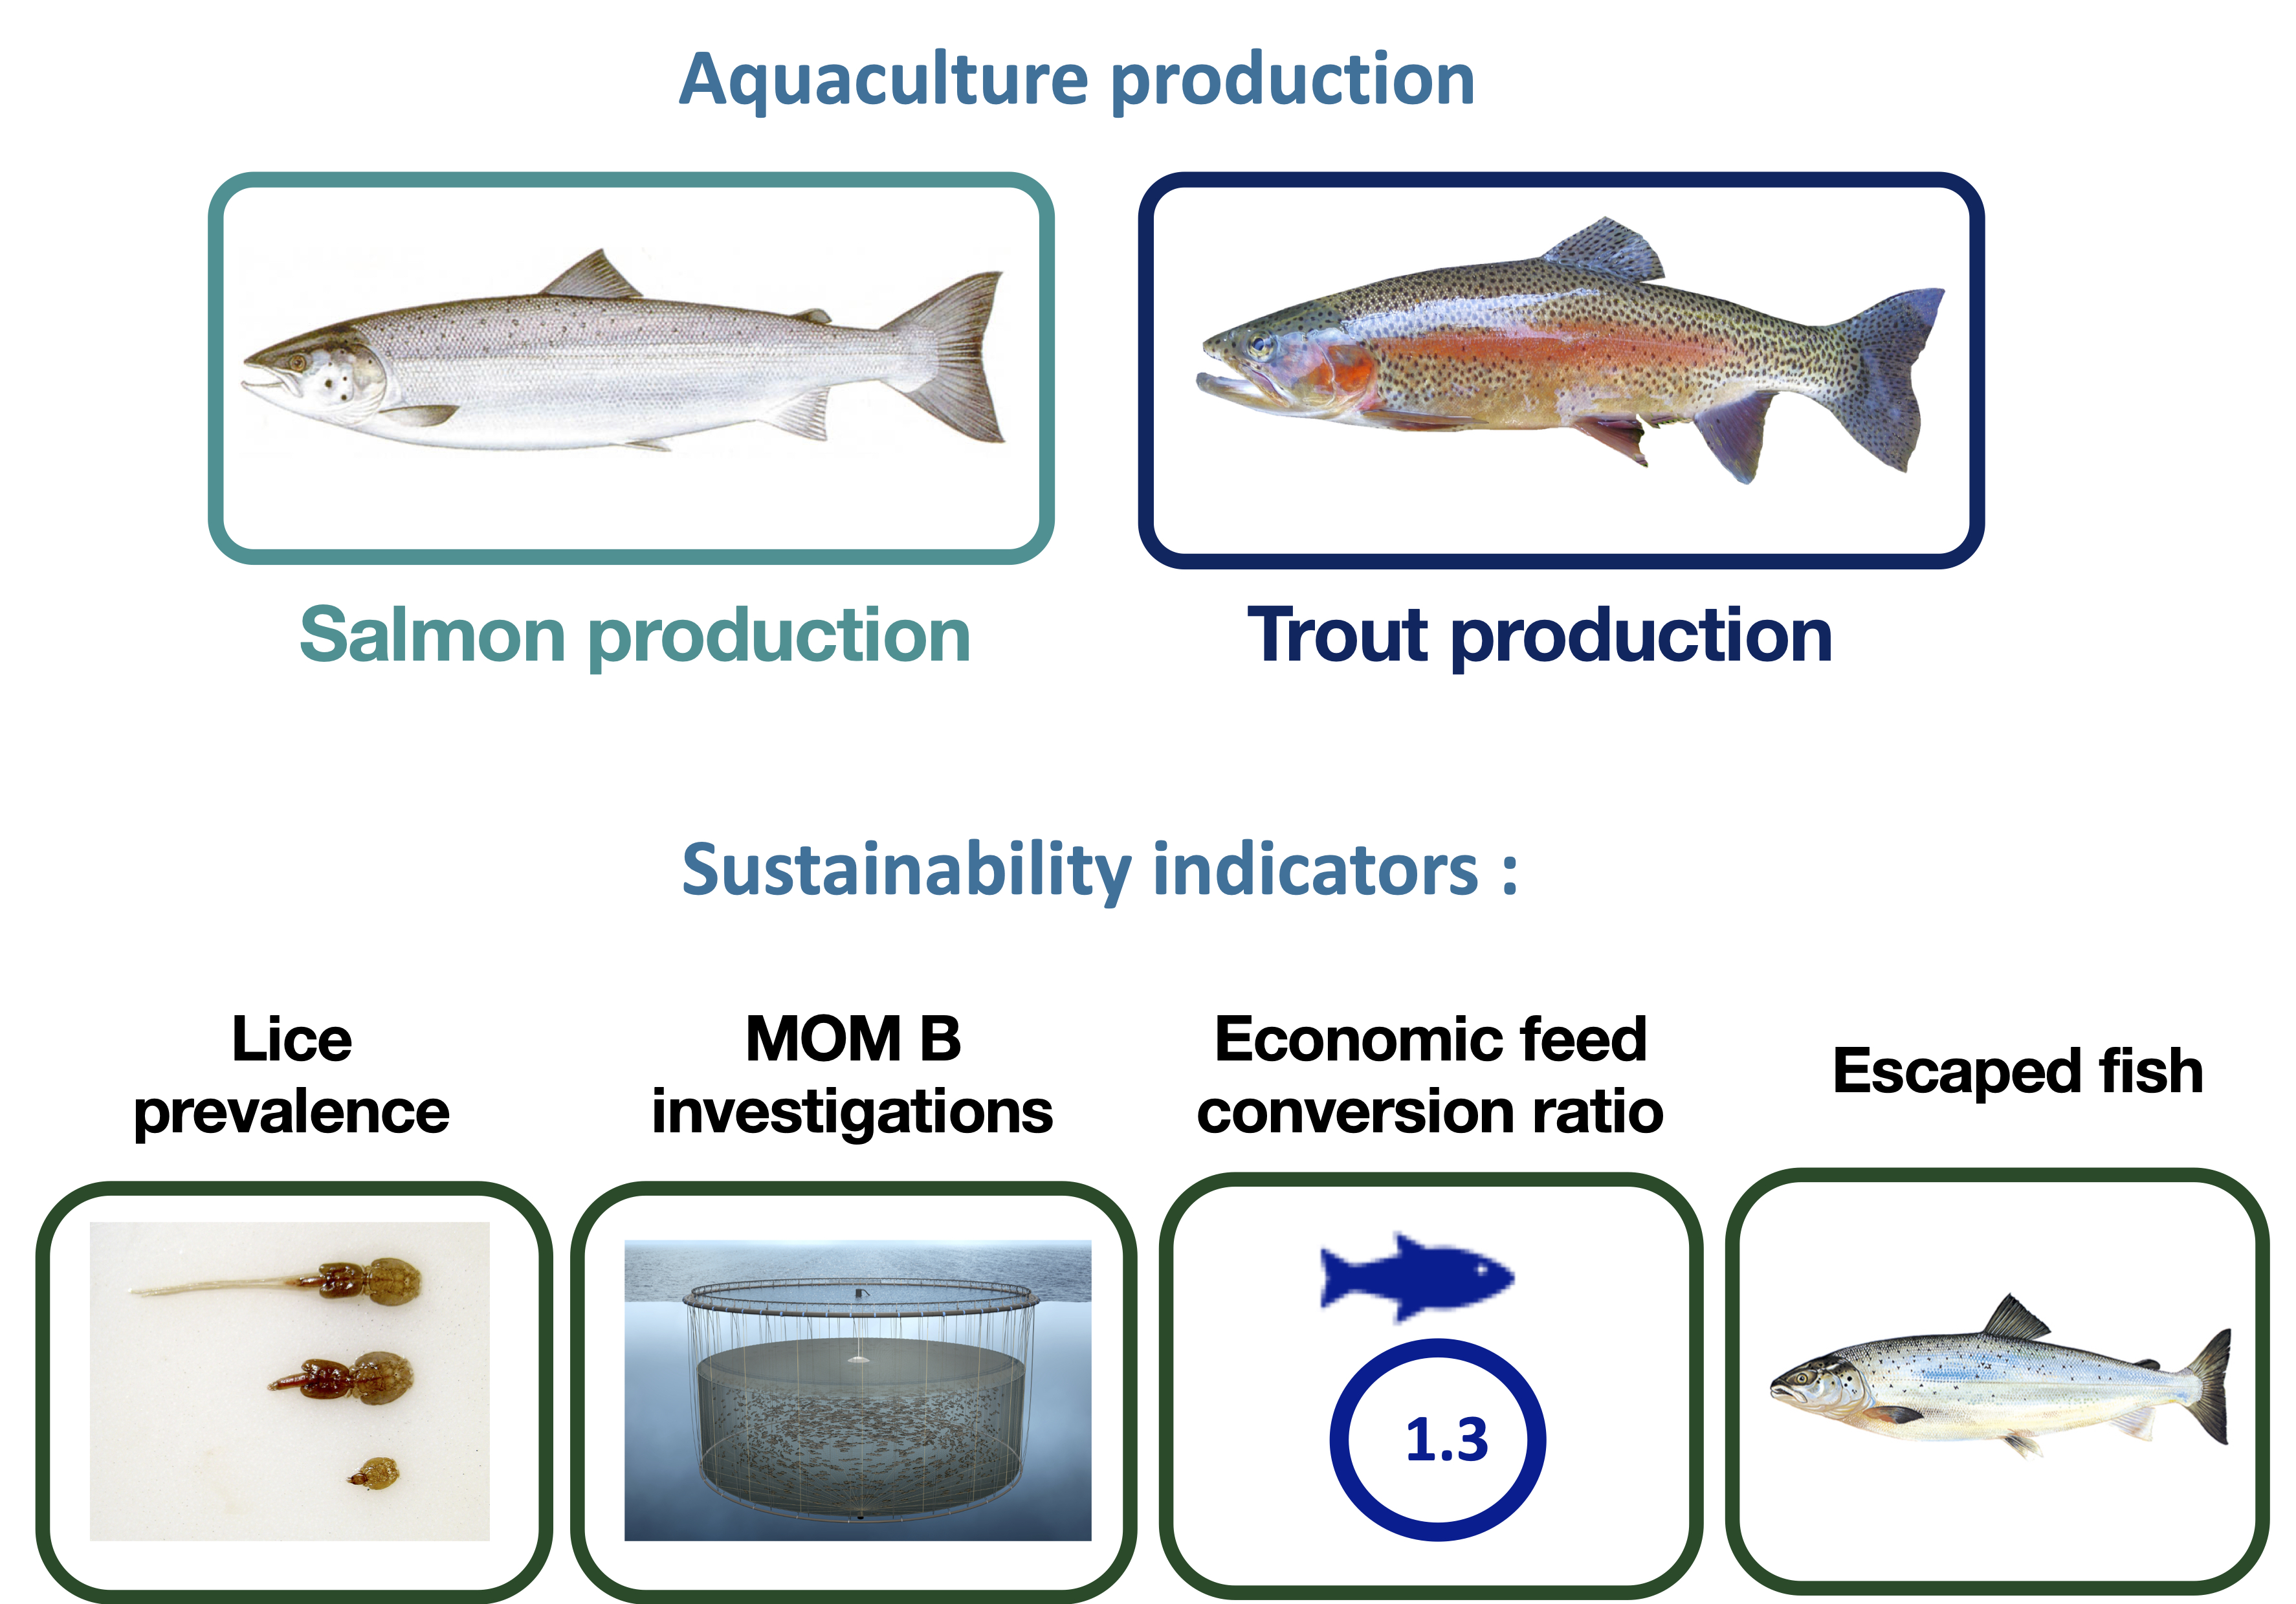 Aquaculture production
Salmon production
Trout production
Sustainability indicators :
Lice
prevalence
MOM B
investigations
Economic feed
conversion ratio
Escaped fish
1.3